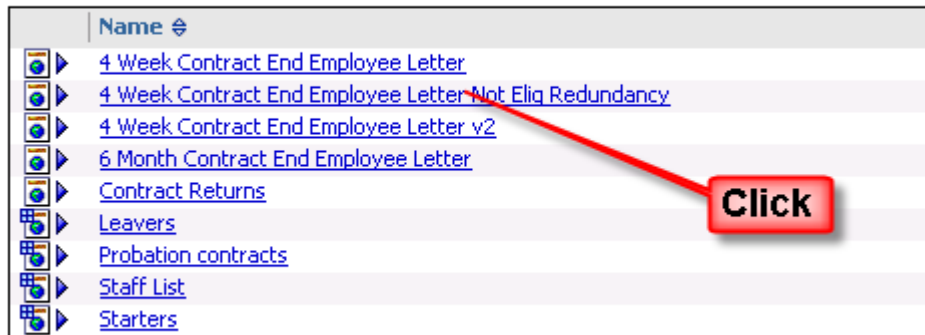 Name
4 Week Contract End Employee Letter
4 Week Contract End Employee Letter Not Elig Redundancy
4 Week Contract End Employee Letter v2
6 Month Contract End Employee Letter
Contract Returns
Click
Leavers
Probation contracts
Staff List
Starters